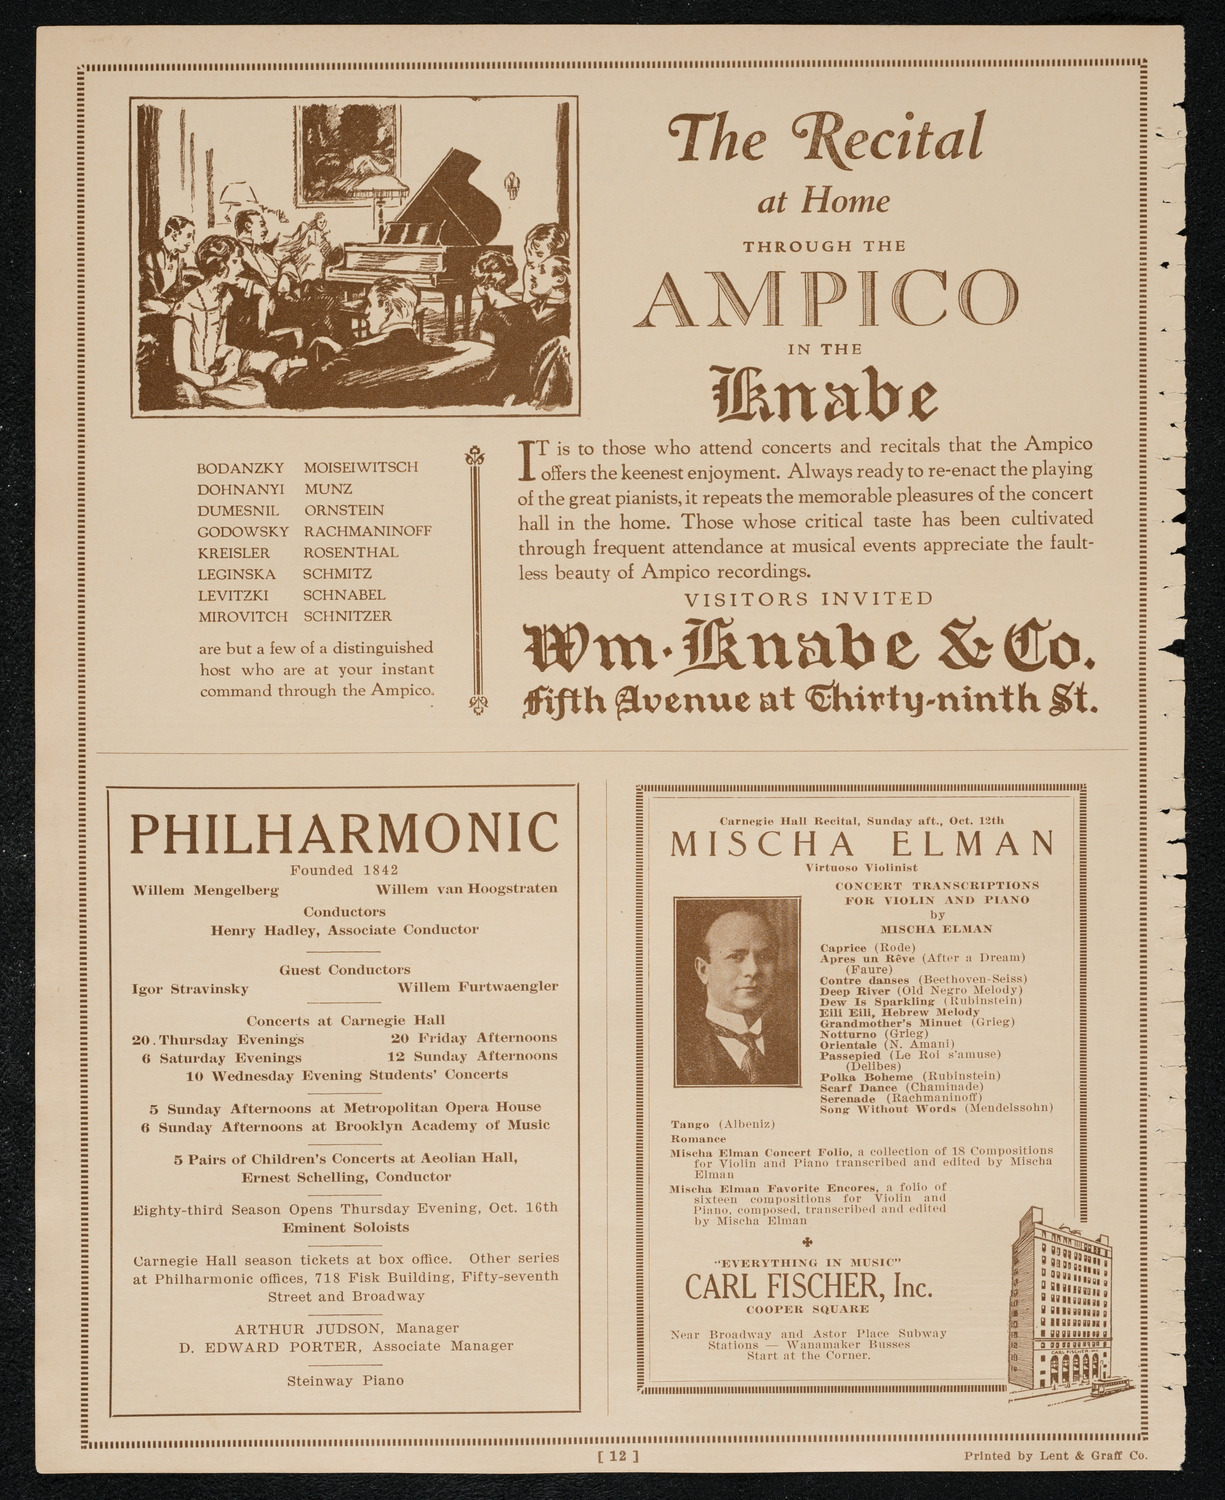 The Recital
at Home
THROUGH THE
AMPICO
IN THE
Knabe
IT is to those who attend concerts and recitals that the Ampico
offers the keenest enjoyment. Always ready to re-enact the playing
of the great pianists, it repeats the memorable pleasures of the concert
hall in the home. Those whose critical taste has been cultivated
through frequent attendance at musical events appreciate the fault-
less beauty of Ampico recordings.
VISITORS INVITED
Wm. Knabe & Co.
Fifth Avenue at Thirty-ninth St.
BODANZKY MOISEIWITSCH
DOHNANYI MUNZ
DUMESNIL ORNSTEIN
GODOWSKY RACHMANINOFF
KREISLER ROSENTHAL
LEGINSKA SCHMITZ
LEVITZKI SCHNABEL
MIROVITCH SCHNITZER
are but a few of a distinguished
host who are at your instant
command through the Ampico.
PHILHARMONIC
Founded 1842
Willem Mengelberg Willem van Hoogstraten
Conductors
Henry Hadley, Associate Conductor
Guest Conductors
Igor Stravinsky Willem Furtwaengler
Concerts at Carnegie Hall
20 Thursday Evenings 20 Friday Afternoons
6 Saturday Evenings 12 Sunday Afternoons
10 Wednesday Evening Students' Concerts
5 Sunday Afternoons at Metropolitan Opera House
6 Sunday Afternoons at Brooklyn Academy of Music
5 Pairs of Children's Concerts at Aeolian Hall,
Ernest Schelling, Conductor
Eighty-third Season Opens Thursday Evening, Oct. 16th
Eminent Soloists
Carnegie Hall season tickets at box office. Other series
at Philharmonic offices, 718 Fisk Building, Fifty-seventh
Street and Broadway
ARTHUR JUDSON, Manager
D. EDWARD PORTER, Associate Manager
Steinway Piano
Carnegie Hall Recital, Sunday aft., Oct. 12th
MISCHA ELMAN
Virtuoso Violinist
CONCERT TRANSCRIPTIONS
FOR VIOLIN AND PIANO
by
MISCHA ELMAN
Caprice (Rode)
Apres un Rêve (After a Dream)
(Faure)
Contre danses (Beethoven-Seiss)
Deep River (Old Negro Melody)
Dew Is Sparkling (Rubinstein)
Eili Eili, Hebrew Melody
Grandmother's Minuet (Grieg)
Notturno (Grieg)
Orientale (N. Amani)
Passepied (Le Roi s'amuse)
(Delibes)
Polka Boheme (Rubinstein)
Scarf Dance (Chaminade)
Serenade (Rachmaninoff)
Song Without Words (Mendelssohn)
Tango (Albeniz)
Romance
Mischa Elman Concert Folio, a collection of 18 Compositions
for Violin and Piano transcribed and edited by Mischa
Elman
Mischa Elman Favorite Encores, a folio of
sixteen compositions for Violin and
Piano, composed, transcribed and edited
by Mischa Elman
"EVERYTHING IN MUSIC"
CARL FISCHER, Inc.
COOPER SQUARE
Near Broadway and Astor Place Subway
Stations — Wanamaker Busses
Start at the Corner.
CARL FISCHER INC
[ 12 ]
Printed by Lent & Graff Co.